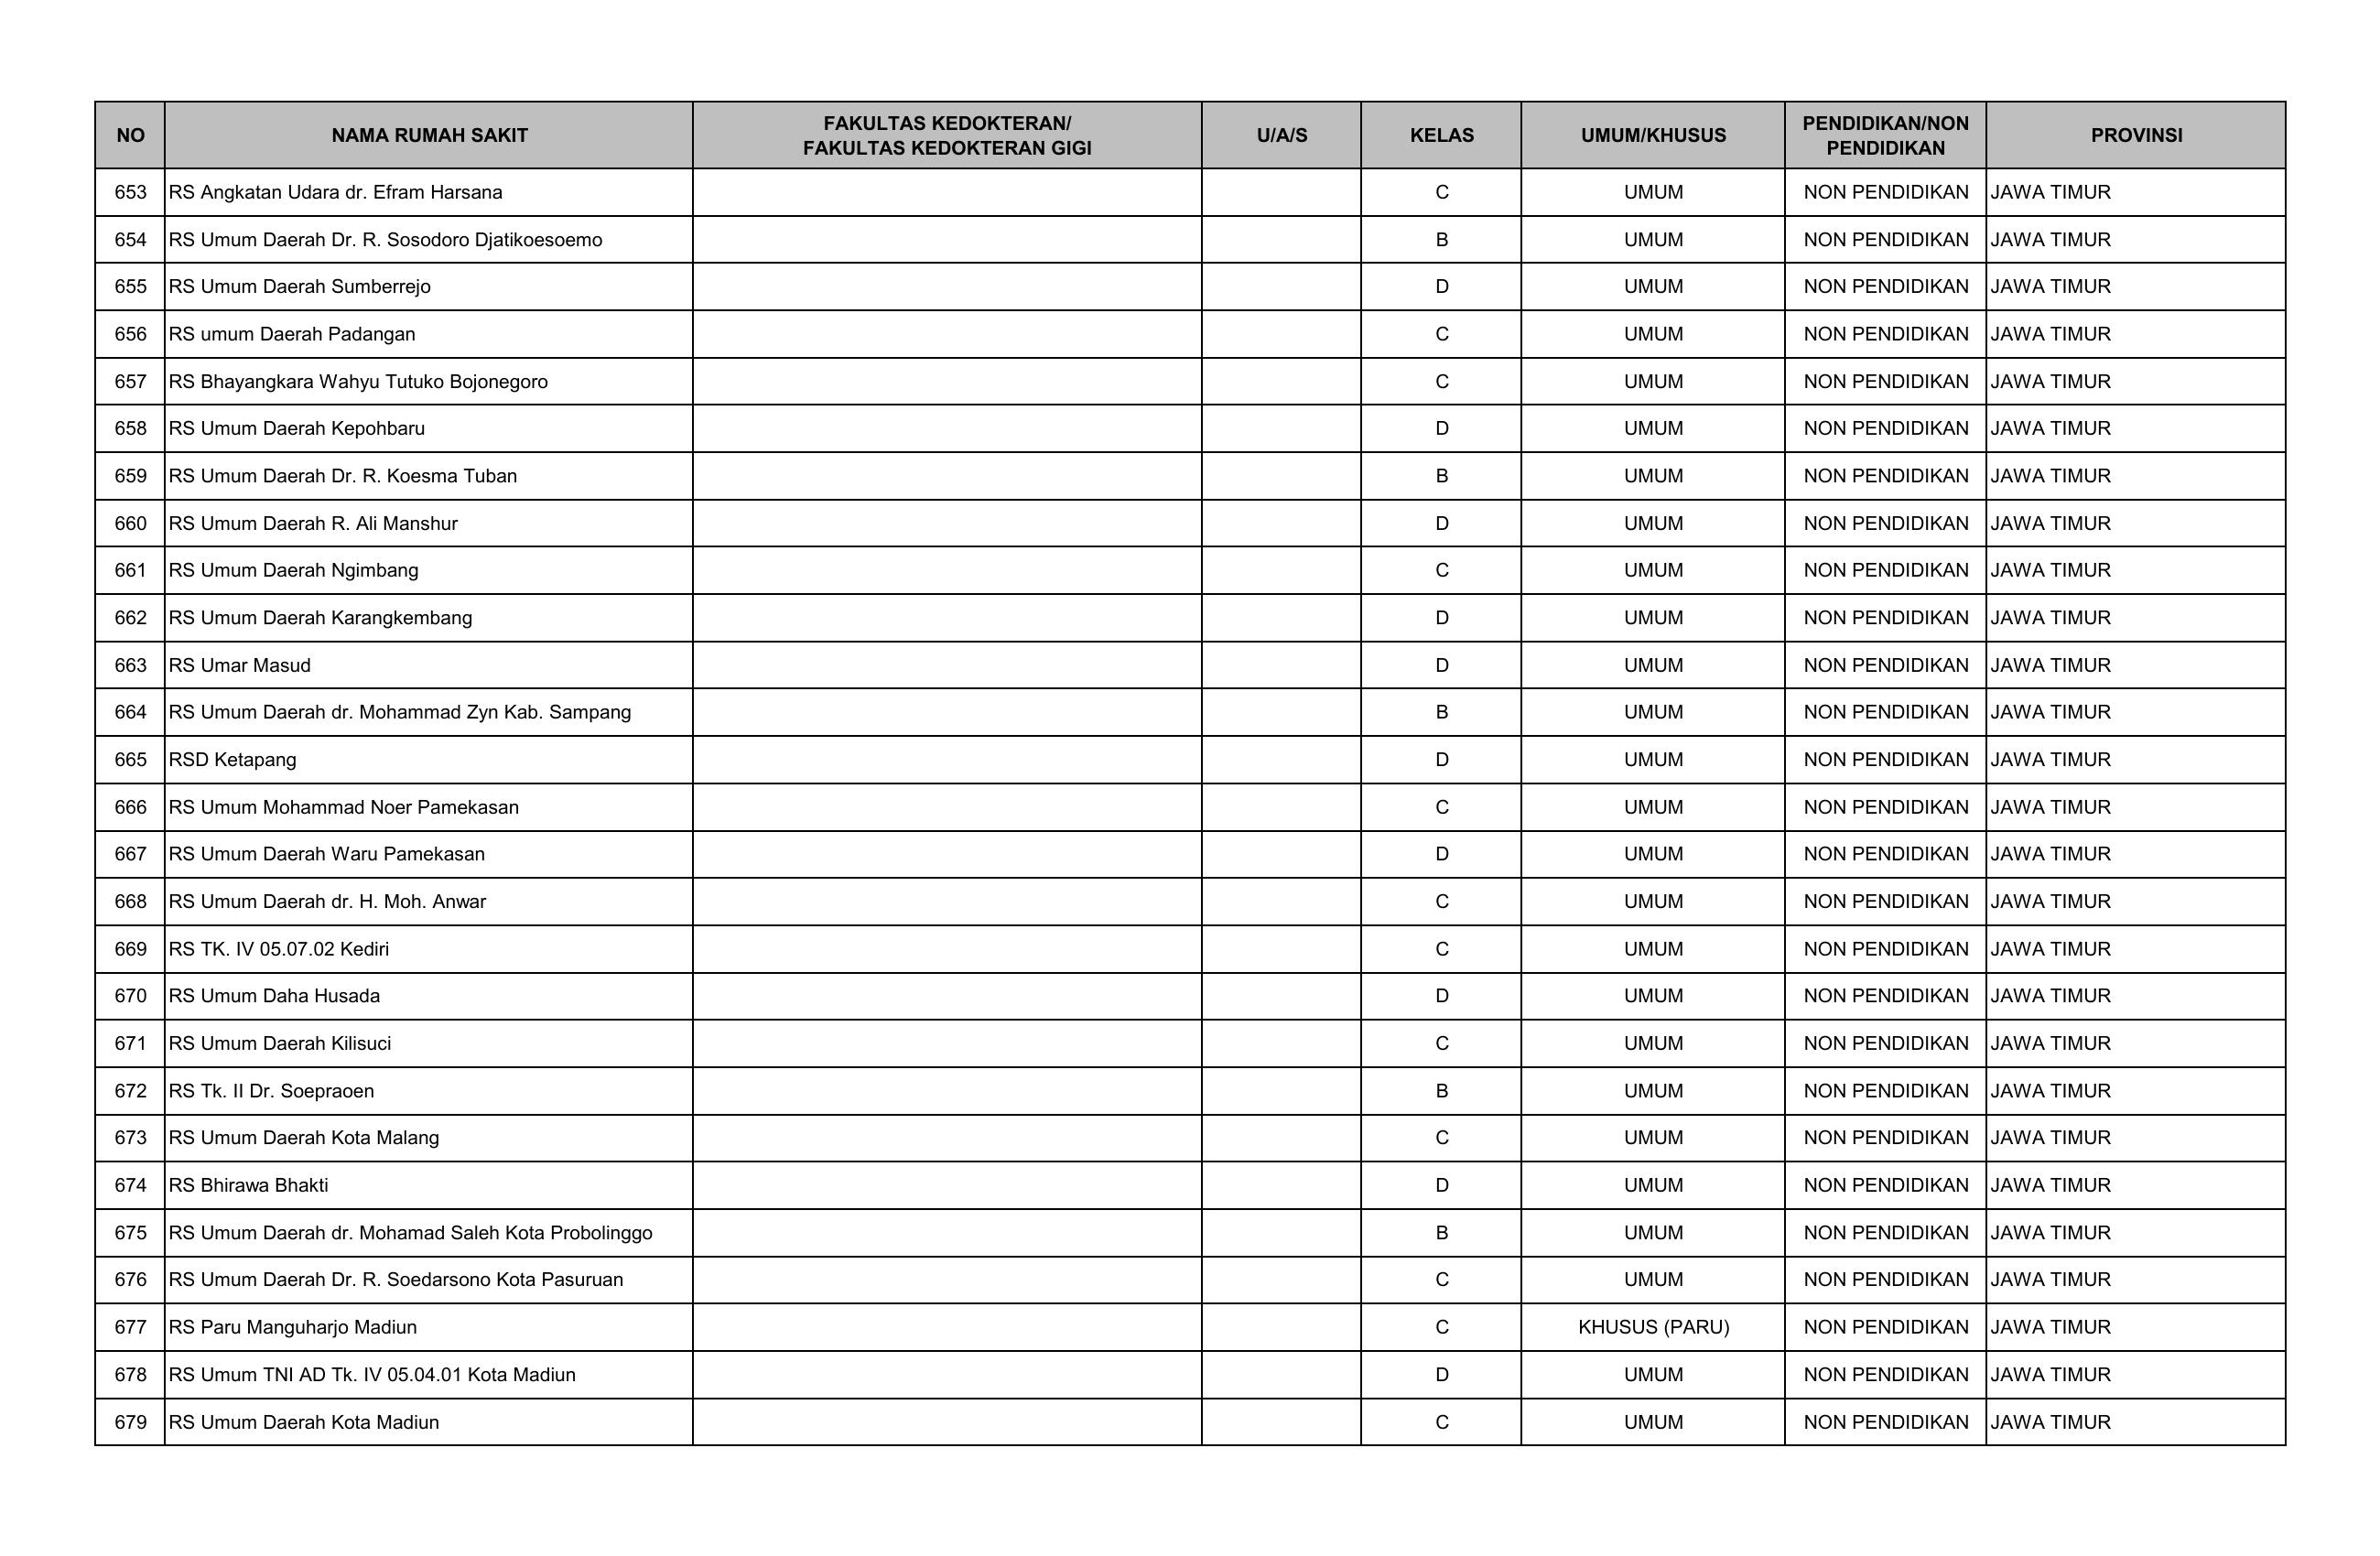 NO NAMA RUMAH SAKIT FAKULTAS KEDOKTERAN/ FAKULTAS KEDOKTERAN GIGI U/A/S KELAS UMUM/KHUSUS PENDIDIKAN/NON PENDIDIKAN PROVINSI
653 RS Angkatan Udara dr. Efram Harsana C UMUM NON PENDIDIKAN JAWA TIMUR
654 RS Umum Daerah Dr. R. Sosodoro Djatikoesoemo B UMUM NON PENDIDIKAN JAWA TIMUR
655 RS Umum Daerah Sumberrejo D UMUM NON PENDIDIKAN JAWA TIMUR
656 RS umum Daerah Padangan C UMUM NON PENDIDIKAN JAWA TIMUR
657 RS Bhayangkara Wahyu Tutuko Bojonegoro C UMUM NON PENDIDIKAN JAWA TIMUR
658 RS Umum Daerah Kepohbaru D UMUM NON PENDIDIKAN JAWA TIMUR
659 RS Umum Daerah Dr. R. Koesma Tuban B UMUM NON PENDIDIKAN JAWA TIMUR
660 RS Umum Daerah R. Ali Manshur D UMUM NON PENDIDIKAN JAWA TIMUR
661 RS Umum Daerah Ngimbang C UMUM NON PENDIDIKAN JAWA TIMUR
662 RS Umum Daerah Karangkembang D UMUM NON PENDIDIKAN JAWA TIMUR
663 RS Umar Masud D UMUM NON PENDIDIKAN JAWA TIMUR
664 RS Umum Daerah dr. Mohammad Zyn Kab. Sampang B UMUM NON PENDIDIKAN JAWA TIMUR
665 RSD Ketapang D UMUM NON PENDIDIKAN JAWA TIMUR
666 RS Umum Mohammad Noer Pamekasan C UMUM NON PENDIDIKAN JAWA TIMUR
667 RS Umum Daerah Waru Pamekasan D UMUM NON PENDIDIKAN JAWA TIMUR
668 RS Umum Daerah dr. H. Moh. Anwar C UMUM NON PENDIDIKAN JAWA TIMUR
669 RS TK. IV 05.07.02 Kediri C UMUM NON PENDIDIKAN JAWA TIMUR
670 RS Umum Daha Husada D UMUM NON PENDIDIKAN JAWA TIMUR
671 RS Umum Daerah Kilisuci C UMUM NON PENDIDIKAN JAWA TIMUR
672 RS Tk. II Dr. Soepraoen B UMUM NON PENDIDIKAN JAWA TIMUR
673 RS Umum Daerah Kota Malang C UMUM NON PENDIDIKAN JAWA TIMUR
674 RS Bhirawa Bhakti D UMUM NON PENDIDIKAN JAWA TIMUR
675 RS Umum Daerah dr. Mohamad Saleh Kota Probolinggo B UMUM NON PENDIDIKAN JAWA TIMUR
676 RS Umum Daerah Dr. R. Soedarsono Kota Pasuruan C UMUM NON PENDIDIKAN JAWA TIMUR
677 RS Paru Manguharjo Madiun C KHUSUS (PARU) NON PENDIDIKAN JAWA TIMUR
678 RS Umum TNI AD Tk. IV 05.04.01 Kota Madiun D UMUM NON PENDIDIKAN JAWA TIMUR
679 RS Umum Daerah Kota Madiun C UMUM NON PENDIDIKAN JAWA TIMUR